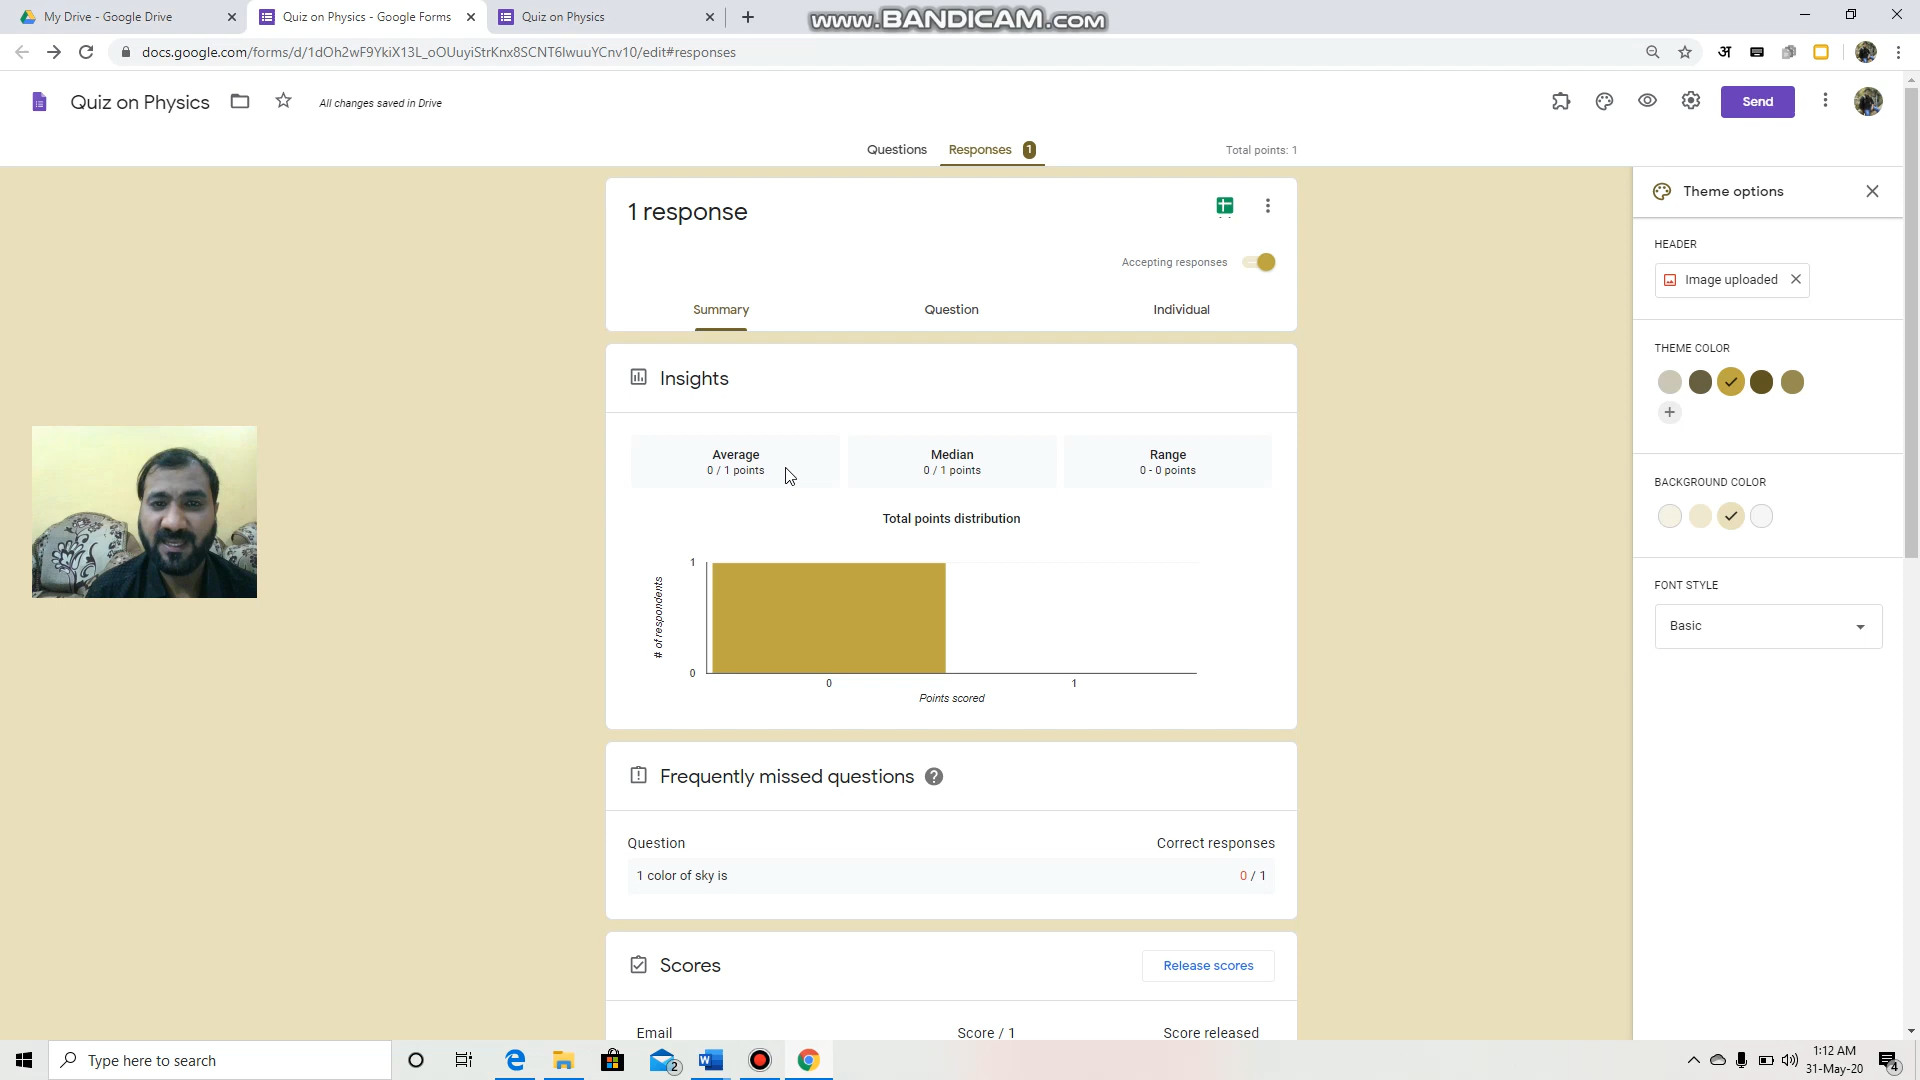 My Drive - Google Drive
Quiz on Physics - Google Forms
Quiz on Physics
www.BANDICAM.com
docs.google.com/forms/d/1dOh2wF9YkiX13L_oOUuyiStrKnx8SCNT6IwuuYCnv10/edit#responses
अ
Quiz on Physics
All changes saved in Drive
Send
Questions
Responses 1
Total points: 1
Theme options
1 response
Accepting responses
HEADER
Image uploaded
Summary
Question
Individual
THEME COLOR
Insights
Average
0 / 1 points
Median
0 / 1 points
Range
0 - 0 points
BACKGROUND COLOR
Total points distribution
1
# of respondents
0
0
1
Points scored
FONT STYLE
Basic
Frequently missed questions
Question
Correct responses
1 color of sky is
0 / 1
Scores
Release scores
Email
Score / 1
Score released
Type here to search
2
1:12 AM
31-May-20
4